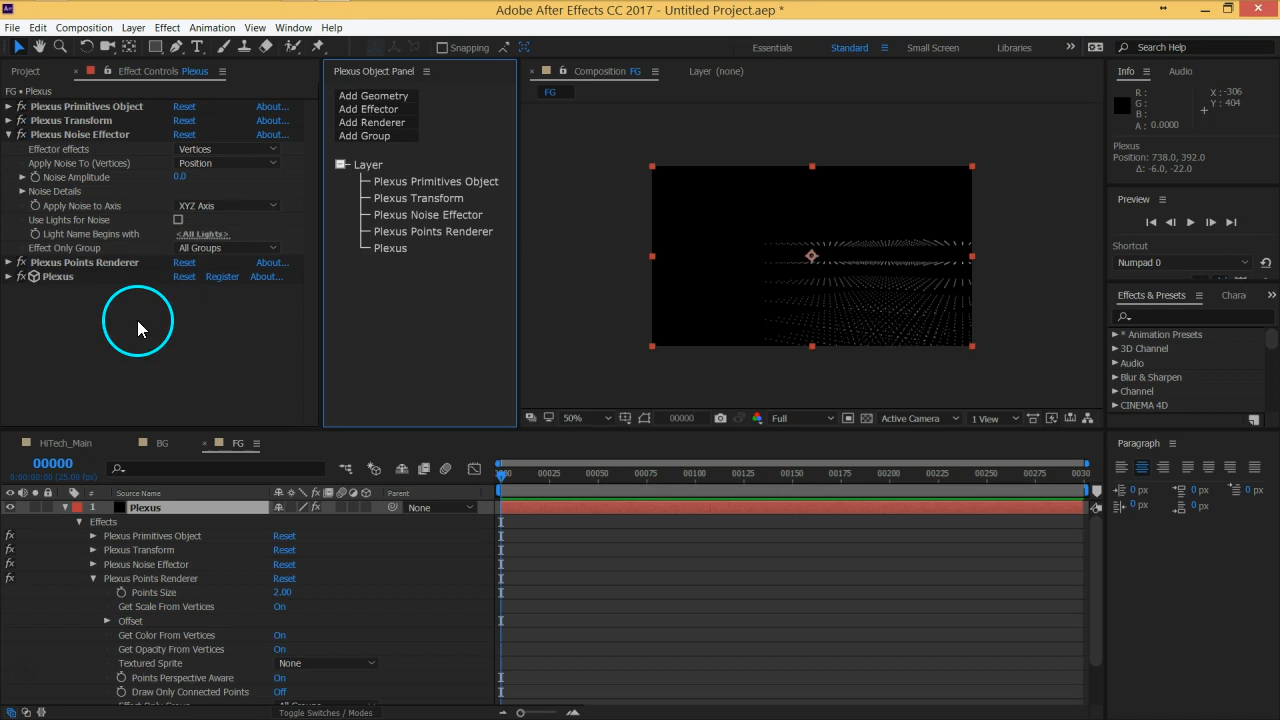 Adobe After Effects CC 2017 - Untitled Project.aep *
File Edit Composition Layer Effect Animation View Window Help
Snapping Essentials Standard Small Screen Libraries Search Help
Project Effect Controls Plexus
FG • Plexus
Plexus Primitives Object Reset About...
Plexus Transform Reset About...
Plexus Noise Effector Reset About...
Effector effects Vertices
Apply Noise To (Vertices) Position
Noise Amplitude 0.0
Noise Details
Apply Noise to Axis XYZ Axis
Use Lights for Noise
Light Name Begins with <All Lights>
Effect Only Group All Groups
Plexus Points Renderer Reset About...
Plexus Reset Register About...
Plexus Object Panel
Add Geometry
Add Effector
Add Renderer
Add Group
Layer
Plexus Primitives Object
Plexus Transform
Plexus Noise Effector
Plexus Points Renderer
Plexus
Composition FG Layer (none)
FG
50% 00000 Full Active Camera 1 View
Info Audio
R : X : -306
G : Y : 404
B :
A : 0.0000
Plexus
Position: 738.0, 392.0
Δ: -6.0, -22.0
Preview
Shortcut
Numpad 0
Effects & Presets Chara
* Animation Presets
3D Channel
Audio
Blur & Sharpen
Channel
CINEMA 4D
Paragraph
0 px 0 px 0 px
0 px 0 px
HiTech_Main BG FG
00000
0:00:00:00 (25.00 fps)
00025 00050 00075 00100 00125 00150 00175 00200 00225 00250 00275
# Source Name Parent
1 Plexus None
Effects
Plexus Primitives Object Reset
Plexus Transform Reset
Plexus Noise Effector Reset
Plexus Points Renderer Reset
Points Size 2.00
Get Scale From Vertices On
Offset
Get Color From Vertices On
Get Opacity From Vertices On
Textured Sprite None
Points Perspective Aware On
Draw Only Connected Points Off
Toggle Switches / Modes